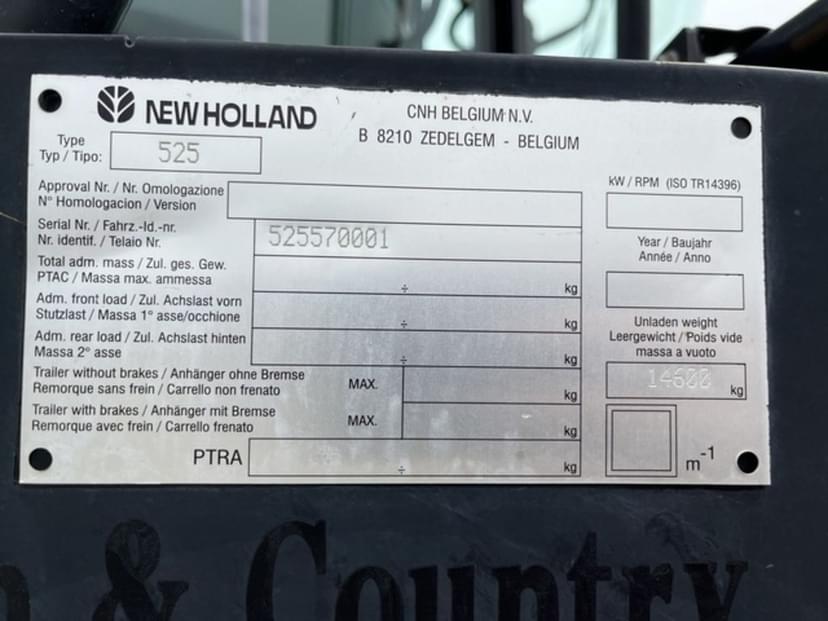 NEW HOLLAND
CNH BELGIUM N.V.
B 8210 ZEDELGEM - BELGIUM
Type
Typ / Tipo:
525
Approval Nr. / Nr. Omologazione
N° Homologacion / Version
kW / RPM (ISO TR14396)
Serial Nr. / Fahrz.-Id.-nr.
Nr. identif. / Telaio Nr.
525570001
Year / Baujahr
Année / Anno
Total adm. mass / Zul. ges. Gew.
PTAC / Massa max. ammessa
÷ kg
Adm. front load / Zul. Achslast vorn
Stutzlast / Massa 1° asse/occhione
÷ kg
Unladen weight
Leergewicht / Poids vide
massa a vuoto
14600 kg
Adm. rear load / Zul. Achslast hinten
Massa 2° asse
÷ kg
Trailer without brakes / Anhänger ohne Bremse
Remorque sans frein / Carrello non frenato
MAX.
kg
Trailer with brakes / Anhänger mit Bremse
Remorque avec frein / Carrello frenato
MAX.
kg
PTRA
÷ kg
m-1
& Country